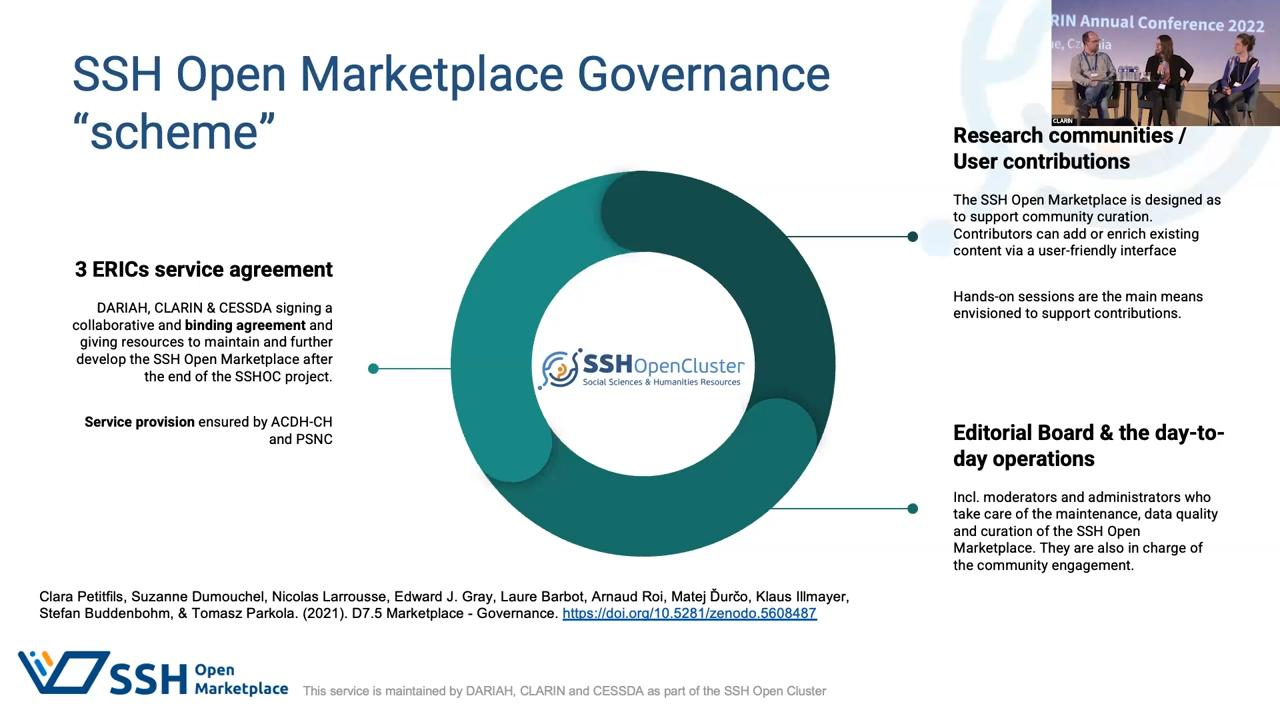 SSH Open Marketplace Governance
“scheme”
RIN Annual Conference 2022
CLARIN
Research communities /
User contributions
The SSH Open Marketplace is designed as
to support community curation.
Contributors can add or enrich existing
content via a user-friendly interface
Hands-on sessions are the main means
envisioned to support contributions.
3 ERICs service agreement
DARIAH, CLARIN & CESSDA signing a
collaborative and binding agreement and
giving resources to maintain and further
develop the SSH Open Marketplace after
the end of the SSHOC project.
Service provision ensured by ACDH-CH
and PSNC
SSHOpenCluster
Social Sciences & Humanities Resources
Editorial Board & the day-to-
day operations
Incl. moderators and administrators who
take care of the maintenance, data quality
and curation of the SSH Open
Marketplace. They are also in charge of
the community engagement.
Clara Petitfils, Suzanne Dumouchel, Nicolas Larrousse, Edward J. Gray, Laure Barbot, Arnaud Roi, Matej Ďurčo, Klaus Illmayer,
Stefan Buddenbohm, & Tomasz Parkola. (2021). D7.5 Marketplace - Governance. https://doi.org/10.5281/zenodo.5608487
SSH Open
Marketplace
This service is maintained by DARIAH, CLARIN and CESSDA as part of the SSH Open Cluster